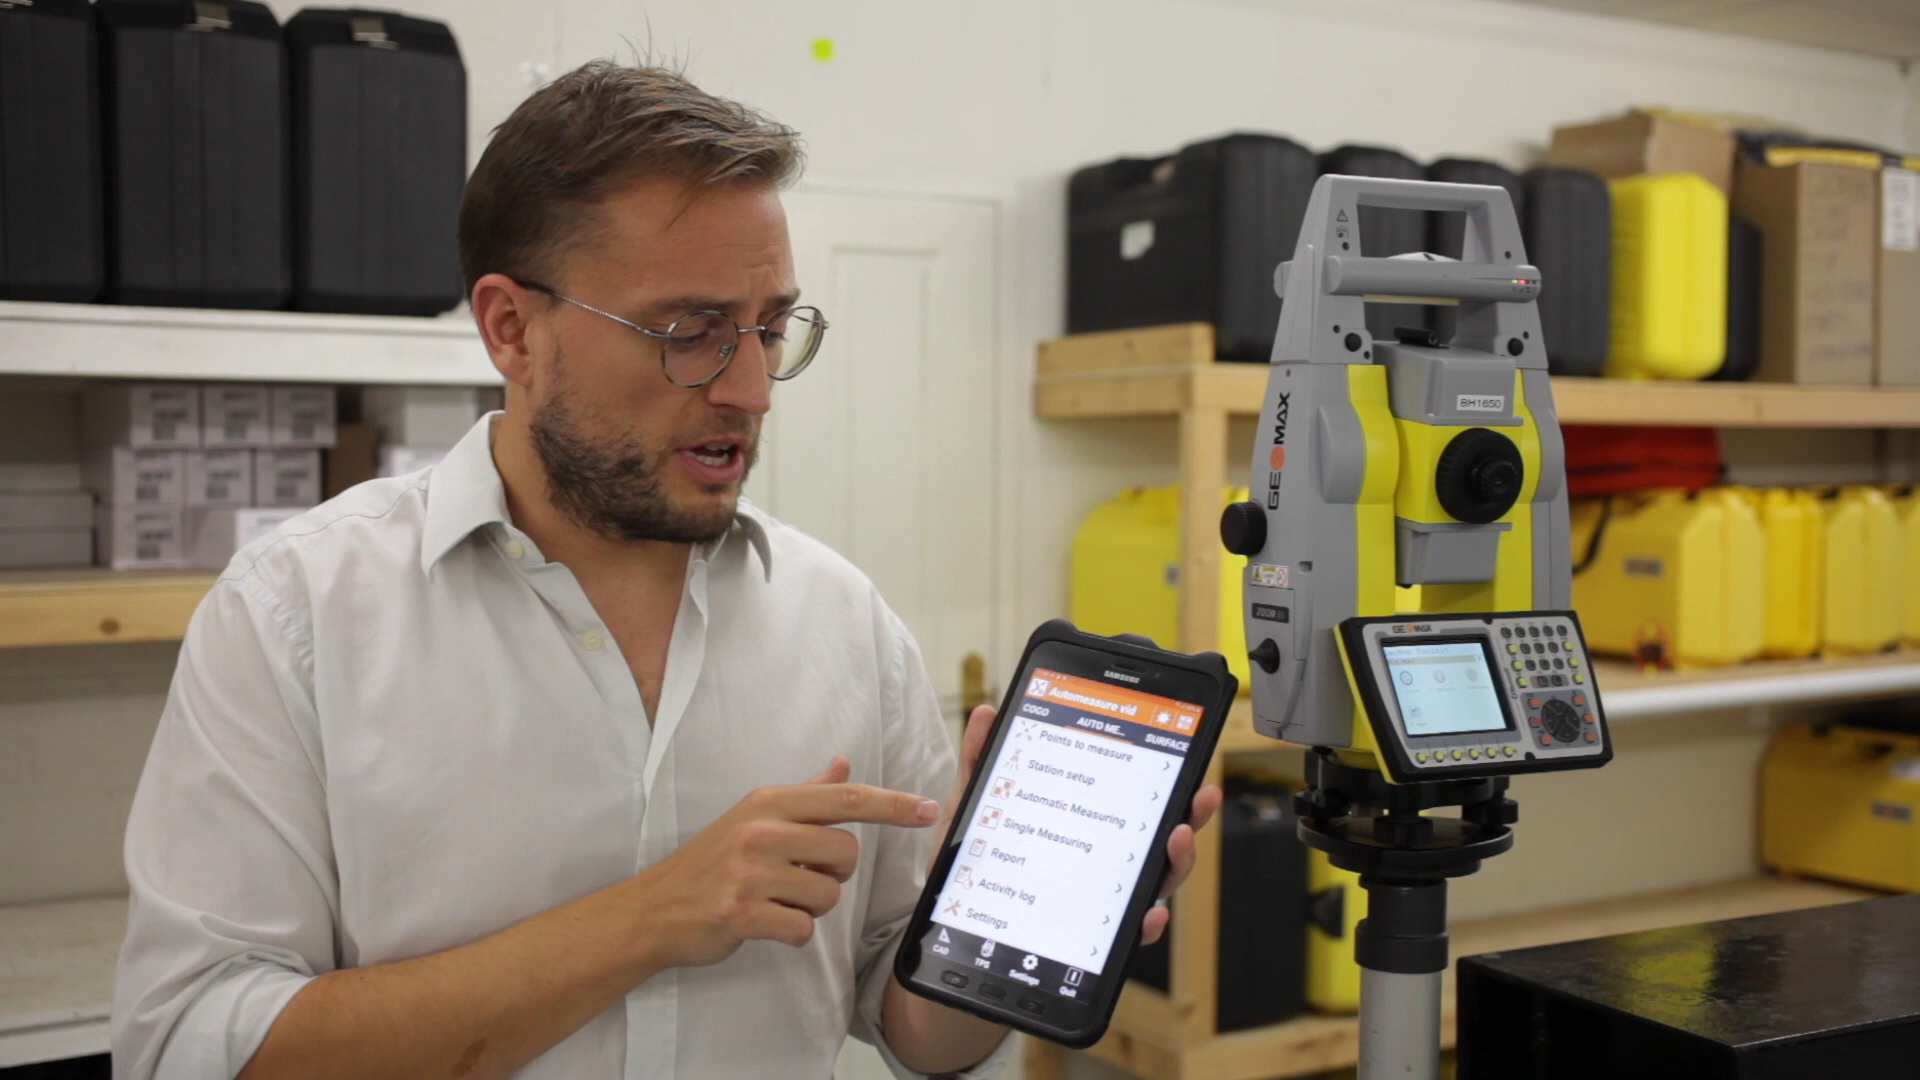 SAMSUNG
Automeasure vid
COGO AUTO ME... SURFACE
Points to measure
Station setup
Automatic Measuring
Single Measuring
Report
Activity log
Settings
CAD TPS Settings Quit
GEOMAX
BH1650
ZOOM
GEOMAX